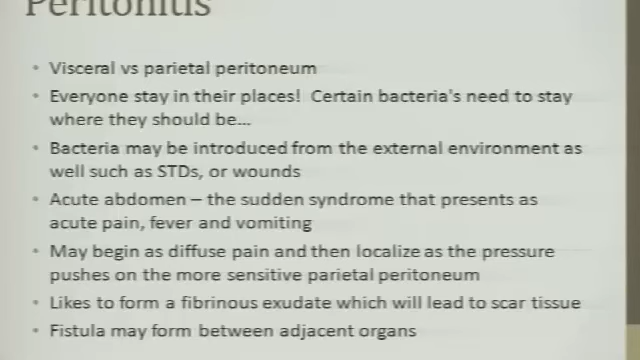 Peritonitis
Visceral vs parietal peritoneum
Everyone stay in their places!  Certain bacteria's need to stay
where they should be...
Bacteria may be introduced from the external environment as
well such as STDs, or wounds
Acute abdomen – the sudden syndrome that presents as
acute pain, fever and vomiting
May begin as diffuse pain and then localize as the pressure
pushes on the more sensitive parietal peritoneum
Likes to form a fibrinous exudate which will lead to scar tissue
Fistula may form between adjacent organs